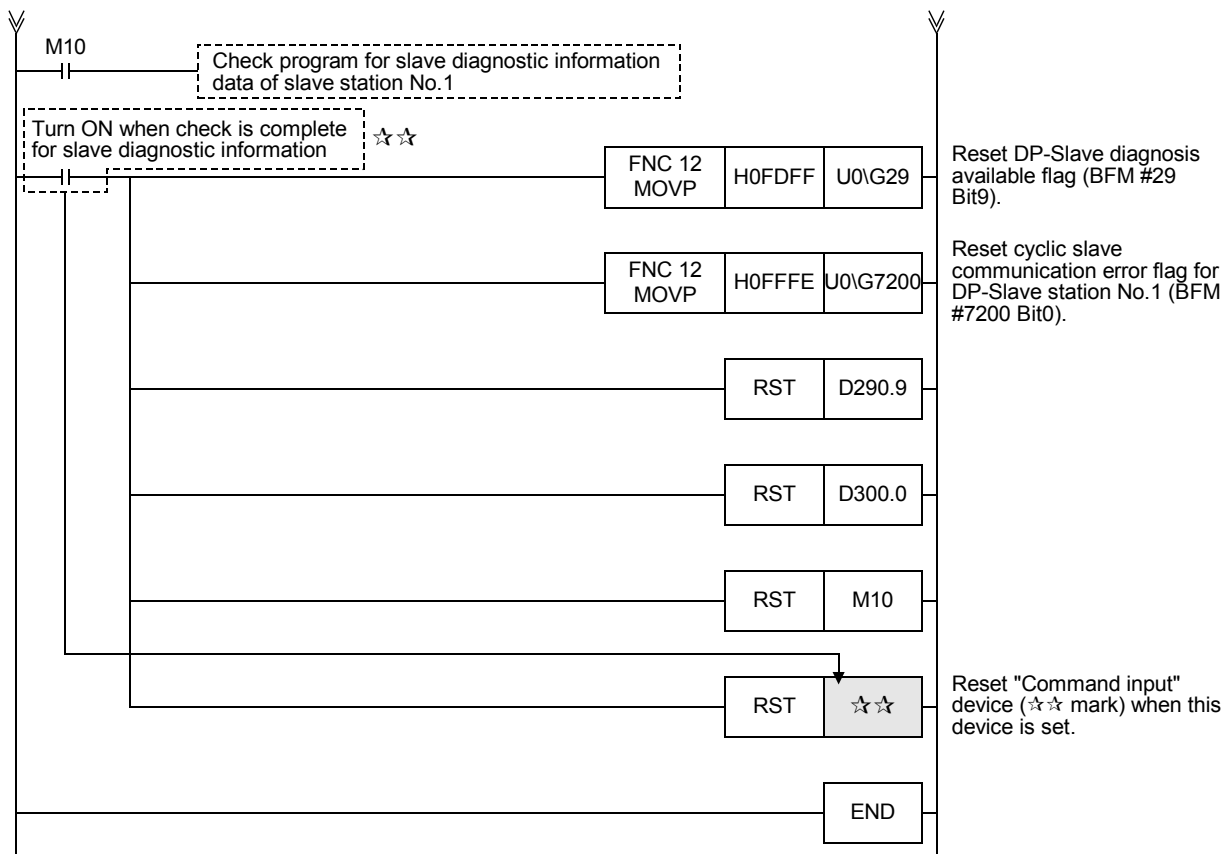 M10
Check program for slave diagnostic information
data of slave station No.1
Turn ON when check is complete
for slave diagnostic information
☆☆
FNC 12
MOVP
H0FDFF
U0\G29
Reset DP-Slave diagnosis
available flag (BFM #29
Bit9).
FNC 12
MOVP
H0FFFE
U0\G7200
Reset cyclic slave
communication error flag for
DP-Slave station No.1 (BFM
#7200 Bit0).
RST
D290.9
RST
D300.0
RST
M10
RST
☆☆
Reset "Command input"
device (☆☆ mark) when this
device is set.
END